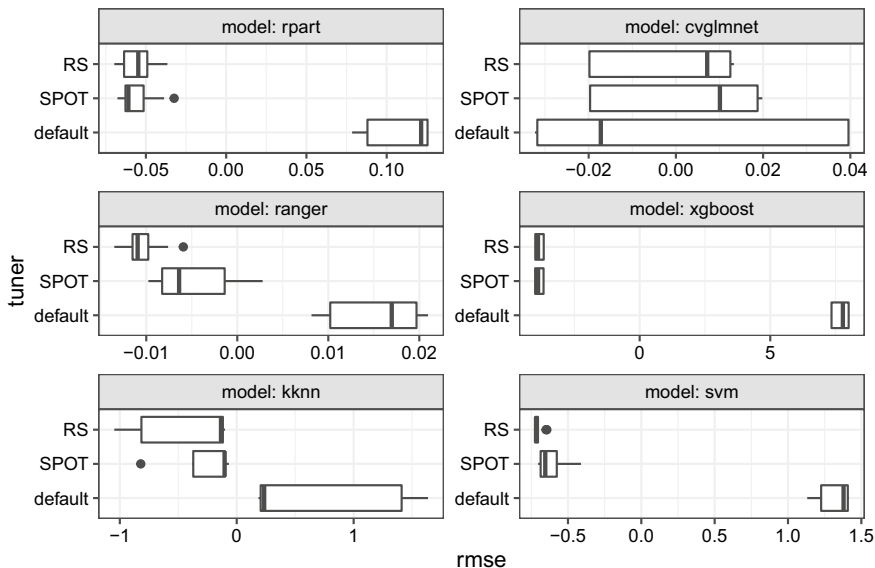 model: rpart
model: cvglmnet
RS
SPOT
default
RS
SPOT
default
−0.05 0.00 0.05 0.10
−0.02 0.00 0.02 0.04
model: ranger
model: xgboost
RS
SPOT
default
RS
SPOT
default
−0.01 0.00 0.01 0.02
0 5
model: kknn
model: svm
RS
SPOT
default
RS
SPOT
default
−1 0 1
−0.5 0.0 0.5 1.0 1.5
tuner
rmse